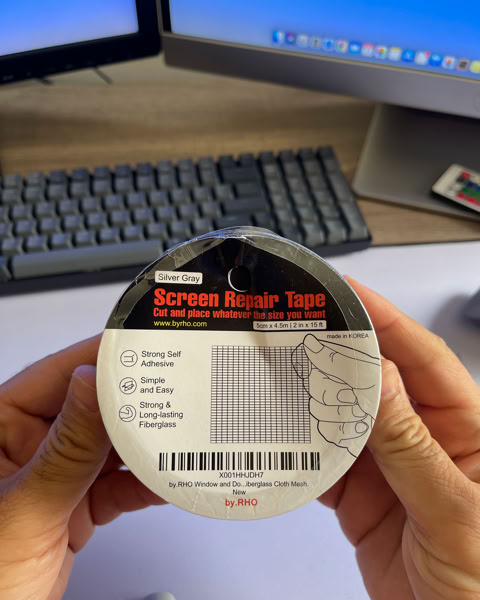 Silver Gray
Screen Repair Tape
Cut and place whatever the size you want
www.byrho.com
5cm x 4.5m | 2 in x 15 ft
made in KOREA
Strong Self
Adhesive
Simple
and Easy
Strong &
Long-lasting
Fiberglass
X001HHJDH7
by.RHO Window and Do...iberglass Cloth Mesh.
New
by.RHO